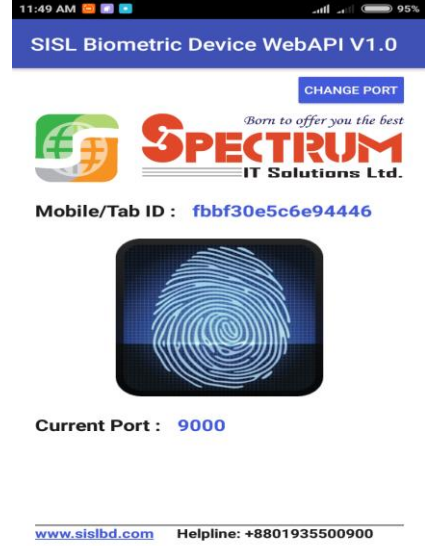 11:49 AM 95%
SISL Biometric Device WebAPI V1.0
CHANGE PORT
Born to offer you the best
SPECTRUM
IT Solutions Ltd.
Mobile/Tab ID : fbbf30e5c6e94446
Current Port : 9000
www.sislbd.com Helpline: +8801935500900